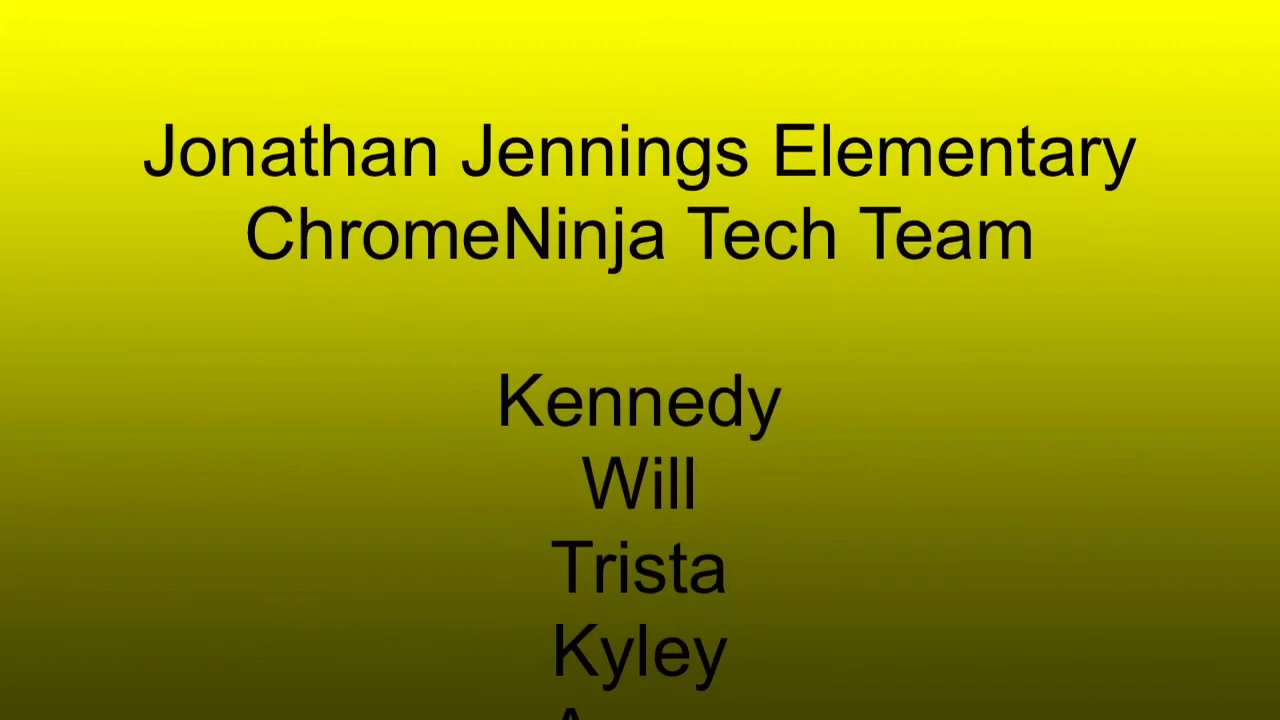 Jonathan Jennings Elementary
ChromeNinja Tech Team
Kennedy
Will
Trista
Kyley